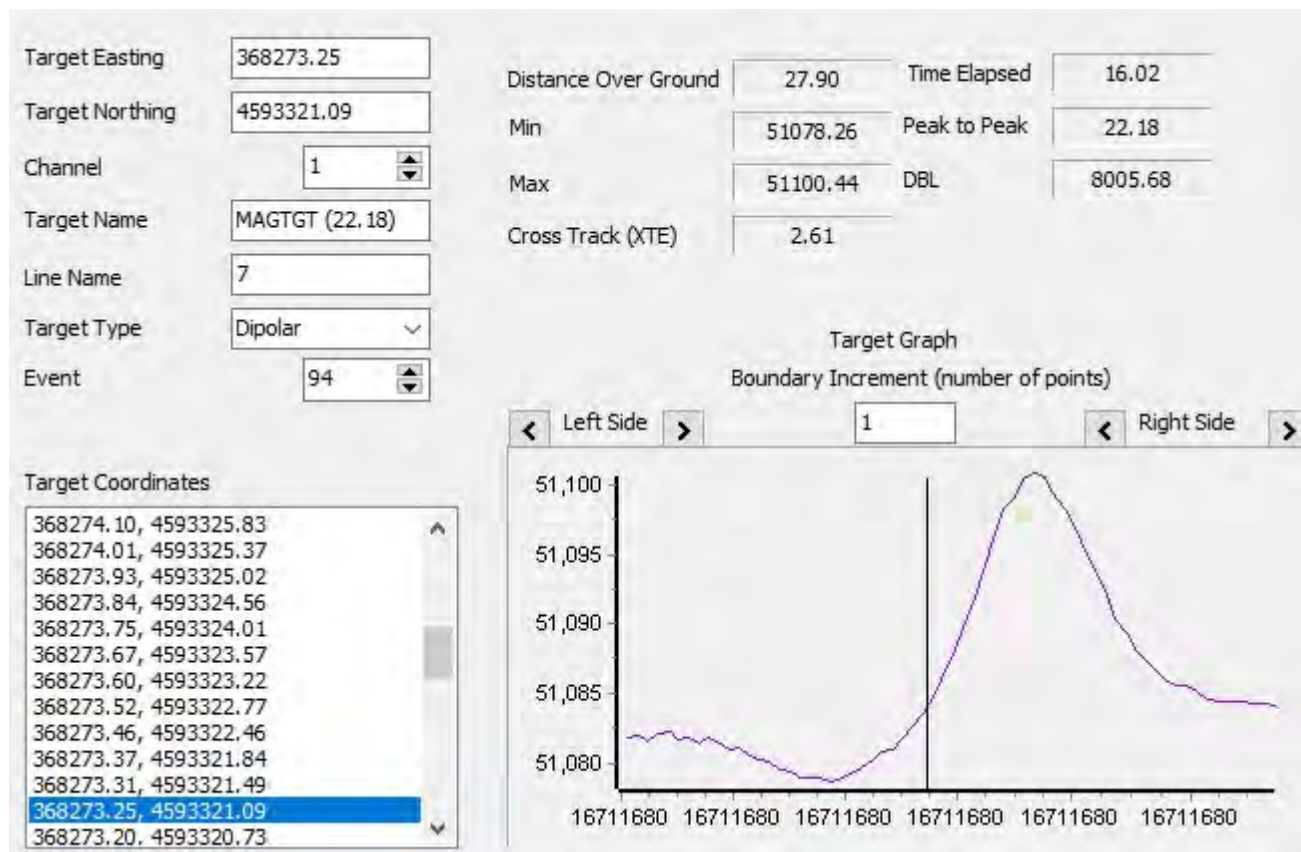 Target Easting 368273.25
Target Northing 4593321.09
Channel 1
Target Name MAGTGT (22.18)
Line Name 7
Target Type Dipolar
Event 94
Distance Over Ground 27.90 Time Elapsed 16.02
Min 51078.26 Peak to Peak 22.18
Max 51100.44 DBL 8005.68
Cross Track (XTE) 2.61
Target Coordinates
368274.10, 4593325.83
368274.01, 4593325.37
368273.93, 4593325.02
368273.84, 4593324.56
368273.75, 4593324.01
368273.67, 4593323.57
368273.60, 4593323.22
368273.52, 4593322.77
368273.46, 4593322.46
368273.37, 4593321.84
368273.31, 4593321.49
368273.25, 4593321.09
368273.20, 4593320.73
Target Graph
Boundary Increment (number of points)
< Left Side > 1 < Right Side >
51,100
51,095
51,090
51,085
51,080
16711680 16711680 16711680 16711680 16711680 16711680